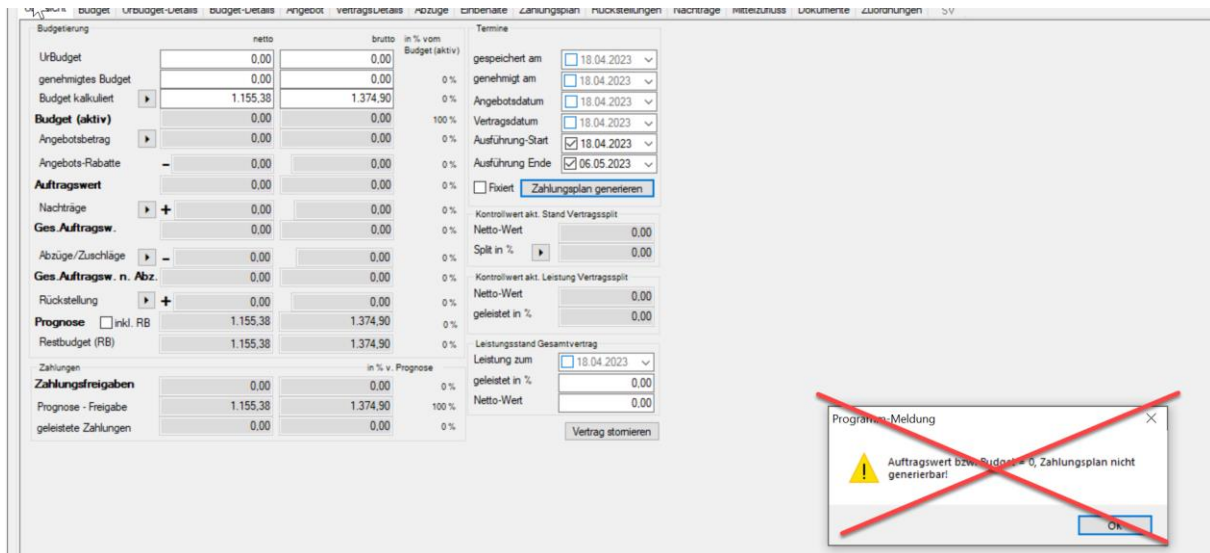 Übersicht Budget UrBudget-Details Budget-Details Angebot VertragsDetails Abzüge Einbehalte Zahlungsplan Rückstellungen Nachträge Mittelzufluss Dokumente Zuordnungen SV
Budgetierung
netto brutto in % vom
Budget (aktiv)
UrBudget 0,00 0,00
genehmigtes Budget 0,00 0,00 0 %
Budget kalkuliert 1.155,38 1.374,90 0 %
Budget (aktiv) 0,00 0,00 100 %
Angebotsbetrag 0,00 0,00 0 %
Angebots-Rabatte – 0,00 0,00 0 %
Auftragswert 0,00 0,00 0 %
Nachträge + 0,00 0,00 0 %
Ges.Auftragsw. 0,00 0,00 0 %
Abzüge/Zuschläge – 0,00 0,00 0 %
Ges.Auftragsw. n. Abz. 0,00 0,00 0 %
Rückstellung + 0,00 0,00 0 %
Prognose inkl. RB 1.155,38 1.374,90 0 %
Restbudget (RB) 1.155,38 1.374,90 0 %
Zahlungen in % v. Prognose
Zahlungsfreigaben 0,00 0,00 0 %
Prognose - Freigabe 1.155,38 1.374,90 100 %
geleistete Zahlungen 0,00 0,00 0 %
Termine
gespeichert am 18.04.2023
genehmigt am 18.04.2023
Angebotsdatum 18.04.2023
Vertragsdatum 18.04.2023
Ausführung-Start 18.04.2023
Ausführung Ende 06.05.2023
Fixiert Zahlungsplan generieren
Kontrollwert akt. Stand Vertragssplit
Netto-Wert 0,00
Split in % 0,00
Kontrollwert akt. Leistung Vertragssplit
Netto-Wert 0,00
geleistet in % 0,00
Leistungsstand Gesamtvertrag
Leistung zum 18.04.2023
geleistet in % 0,00
Netto-Wert 0,00
Vertrag stornieren
Programm-Meldung
Auftragswert bzw. Budget = 0, Zahlungsplan nicht
generierbar!
OK